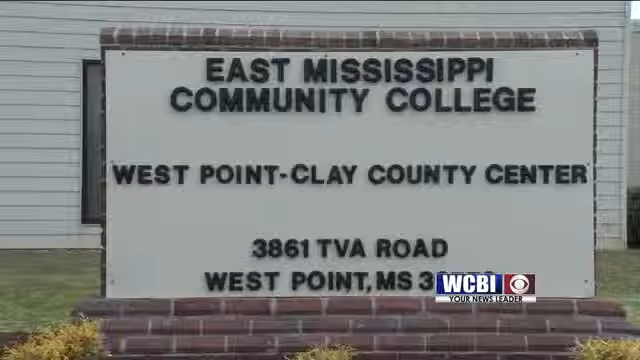 EAST MISSISSIPPI
COMMUNITY COLLEGE
WEST POINT-CLAY COUNTY CENTER
3861 TVA ROAD
WEST POINT, MS
WCBI
YOUR NEWS LEADER